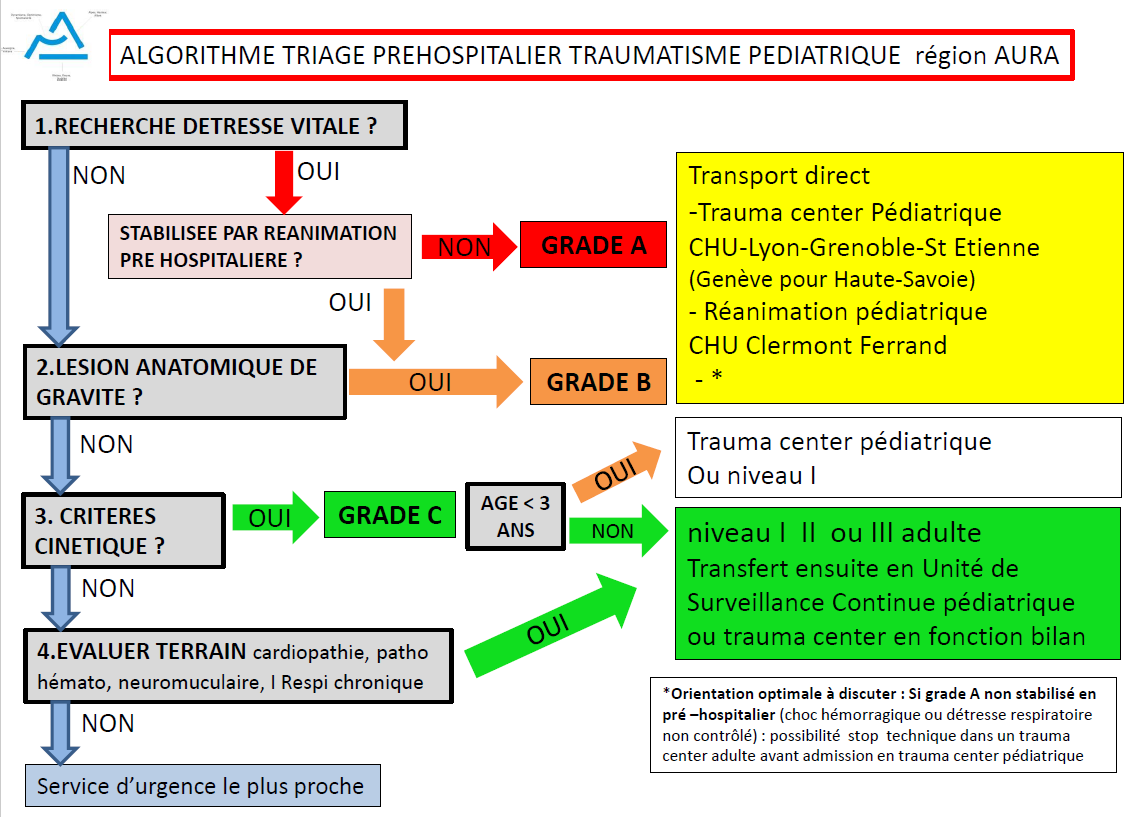 ALGORITHME TRIAGE PREHOSPITALIER TRAUMATISME PEDIATRIQUE région AURA
1.RECHERCHE DETRESSE VITALE ?
NON
OUI
STABILISEE PAR REANIMATION
PRE HOSPITALIERE ?
NON
GRADE A
OUI
Transport direct
-Trauma center Pédiatrique
CHU-Lyon-Grenoble-St Etienne
(Genève pour Haute-Savoie)
- Réanimation pédiatrique
CHU Clermont Ferrand
- *
2.LESION ANATOMIQUE DE
GRAVITE ?
OUI
GRADE B
NON
3. CRITERES
CINETIQUE ?
OUI
GRADE C
AGE < 3
ANS
OUI
Trauma center pédiatrique
Ou niveau I
NON
niveau I II ou III adulte
Transfert ensuite en Unité de
Surveillance Continue pédiatrique
ou trauma center en fonction bilan
NON
4.EVALUER TERRAIN cardiopathie, patho
hémato, neuromuculaire, I Respi chronique
OUI
NON
Service d’urgence le plus proche
*Orientation optimale à discuter : Si grade A non stabilisé en
pré –hospitalier (choc hémorragique ou détresse respiratoire
non contrôlé) : possibilité stop technique dans un trauma
center adulte avant admission en trauma center pédiatrique